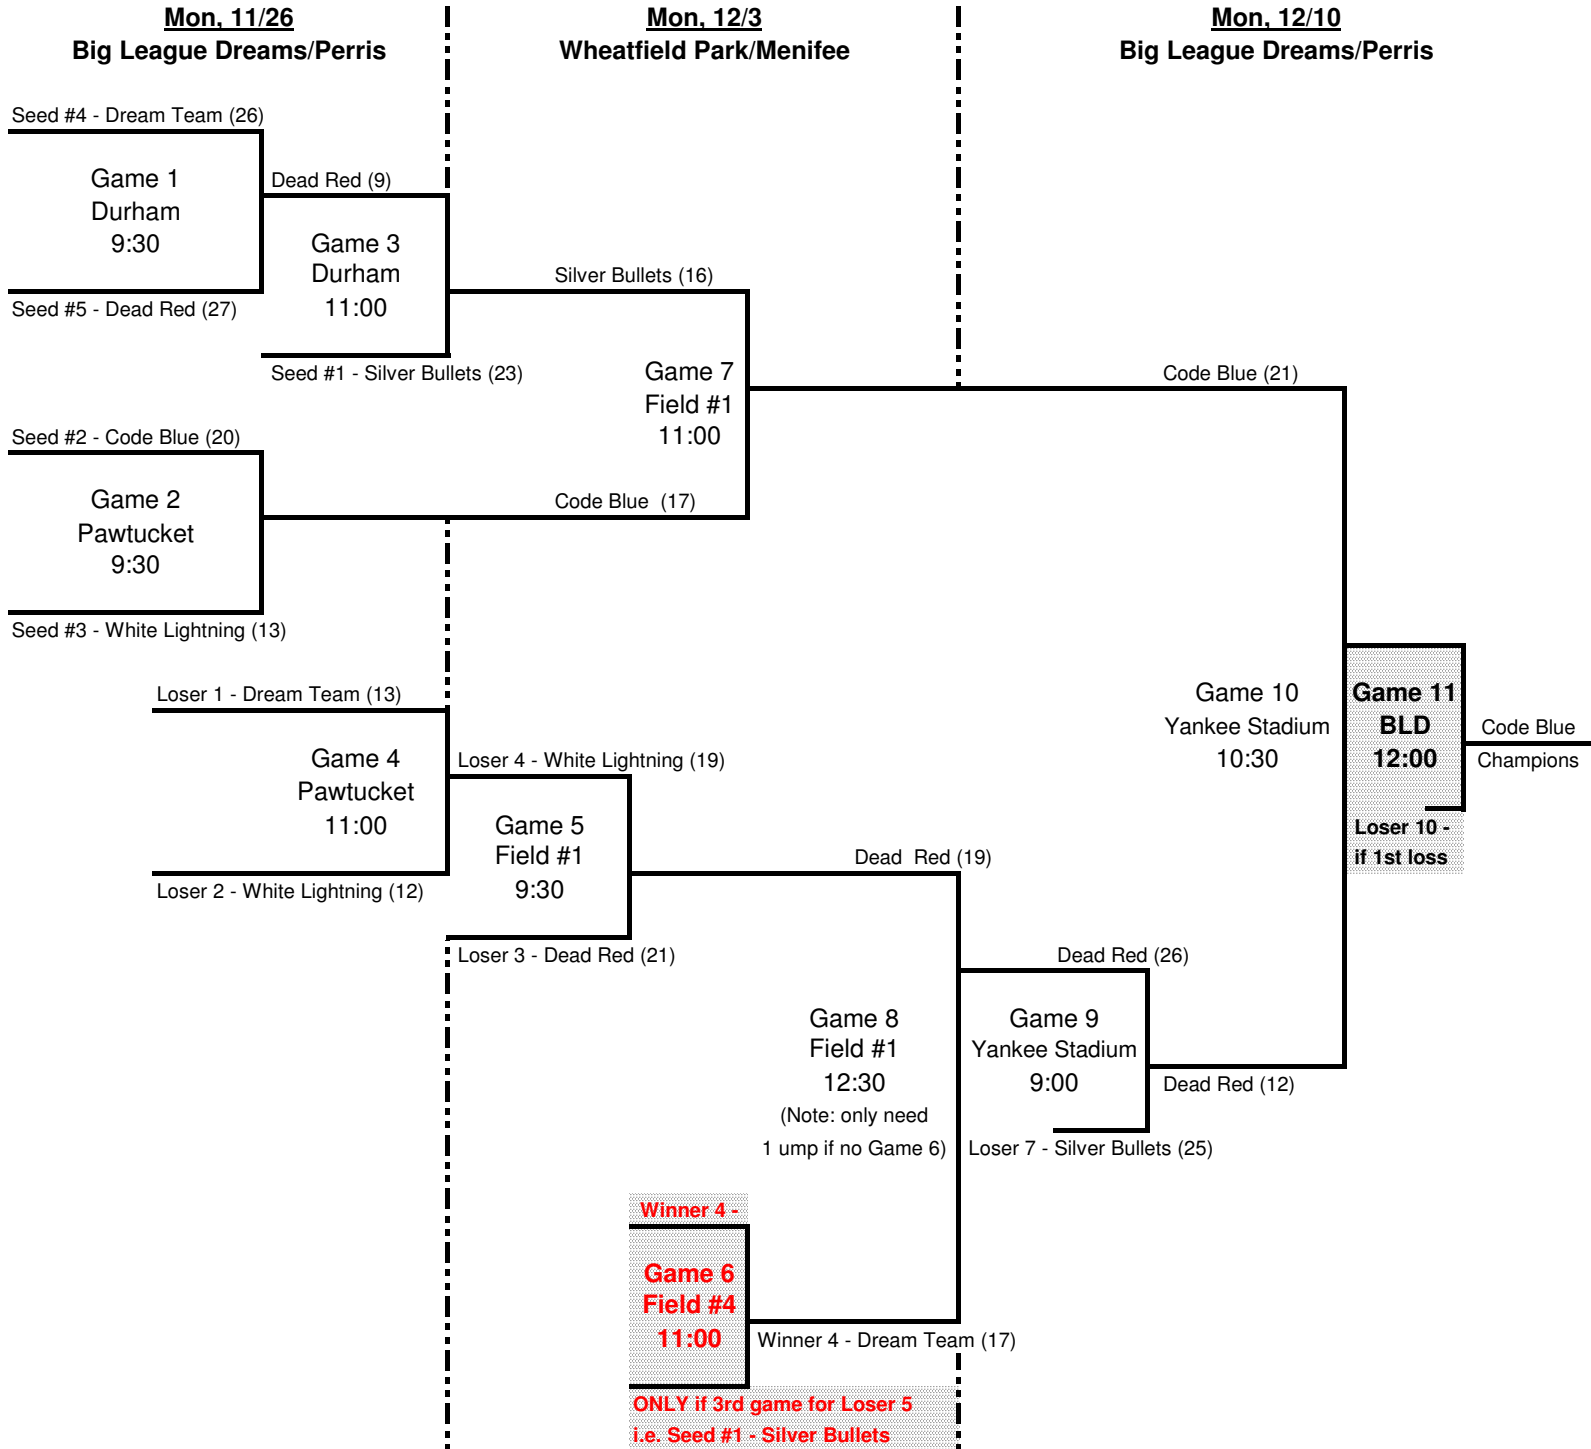 Mon, 11/26
Big League Dreams/Perris
Mon, 12/3
Wheatfield Park/Menifee
Mon, 12/10
Big League Dreams/Perris
Seed #4 - Dream Team (26)
Game 1
Durham
9:30
Seed #5 - Dead Red (27)
Dead Red (9)
Game 3
Durham
11:00
Seed #1 - Silver Bullets (23)
Silver Bullets (16)
Game 7
Field #1
11:00
Code Blue  (17)
Seed #2 - Code Blue (20)
Game 2
Pawtucket
9:30
Seed #3 - White Lightning (13)
Code Blue (21)
Game 10
Yankee Stadium
10:30
Game 11
BLD
12:00
Loser 10 -
if 1st loss
Code Blue
Champions
Loser 1 - Dream Team (13)
Game 4
Pawtucket
11:00
Loser 2 - White Lightning (12)
Loser 4 - White Lightning (19)
Game 5
Field #1
9:30
Loser 3 - Dead Red (21)
Dead  Red (19)
Game 8
Field #1
12:30
(Note: only need
1 ump if no Game 6)
Dead Red (26)
Game 9
Yankee Stadium
9:00
Loser 7 - Silver Bullets (25)
Dead Red (12)
Winner 4 -
Game 6
Field #4
11:00
Winner 4 - Dream Team (17)
ONLY if 3rd game for Loser 5
i.e. Seed #1 - Silver Bullets